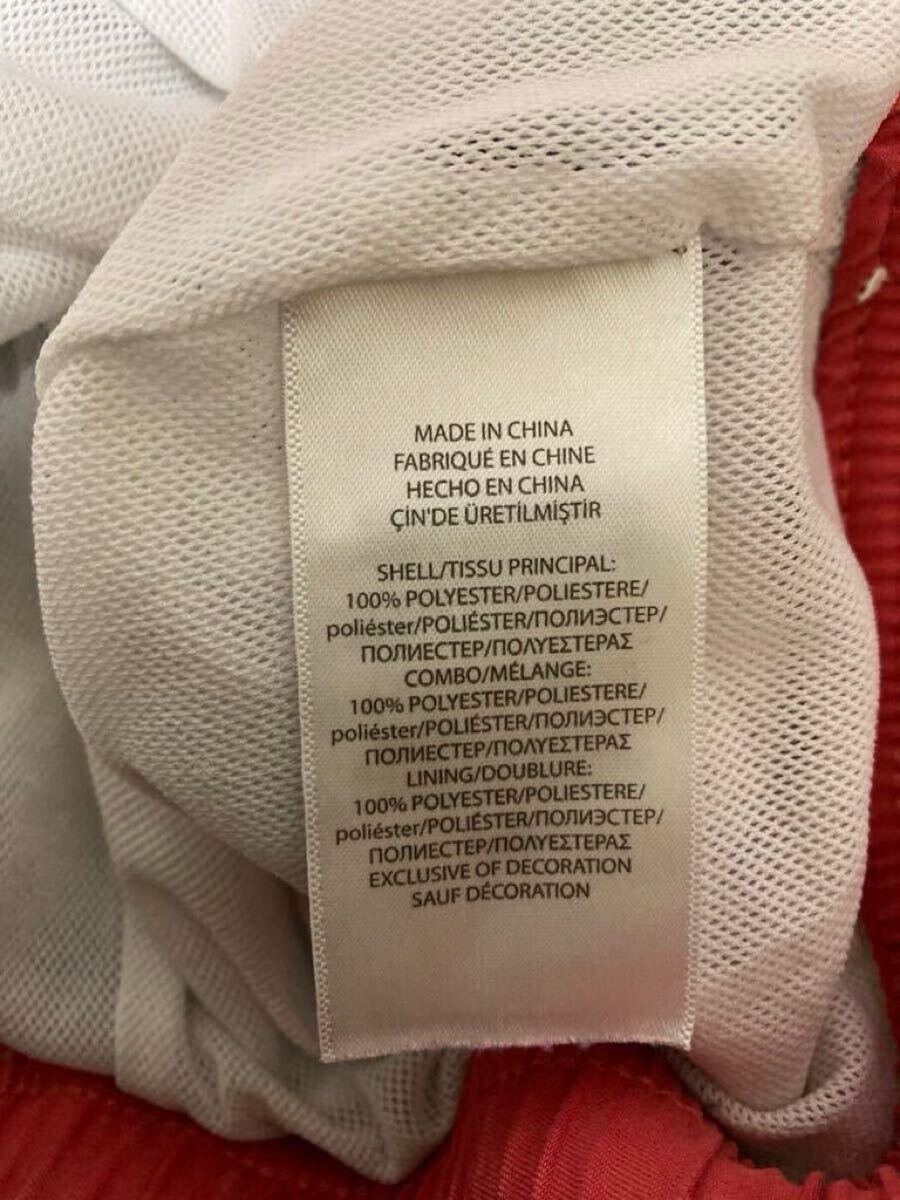 MADE IN CHINA
FABRIQUÉ EN CHINE
HECHO EN CHINA
ÇİN'DE ÜRETİLMİŞTİR
SHELL/TISSU PRINCIPAL:
100% POLYESTER/POLIESTERE/
poliéster/POLIÉSTER/ПОЛИЭСТЕР/
ПОЛИЕСТЕР/ΠΟΛΥΕΣΤΕΡΑΣ
COMBO/MÉLANGE:
100% POLYESTER/POLIESTERE/
poliéster/POLIÉSTER/ПОЛИЭСТЕР/
ПОЛИЕСТЕР/ΠΟΛΥΕΣΤΕΡΑΣ
LINING/DOUBLURE:
100% POLYESTER/POLIESTERE/
poliéster/POLIÉSTER/ПОЛИЭСТЕР/
ПОЛИЕСТЕР/ΠΟΛΥΕΣΤΕΡΑΣ
EXCLUSIVE OF DECORATION
SAUF DÉCORATION